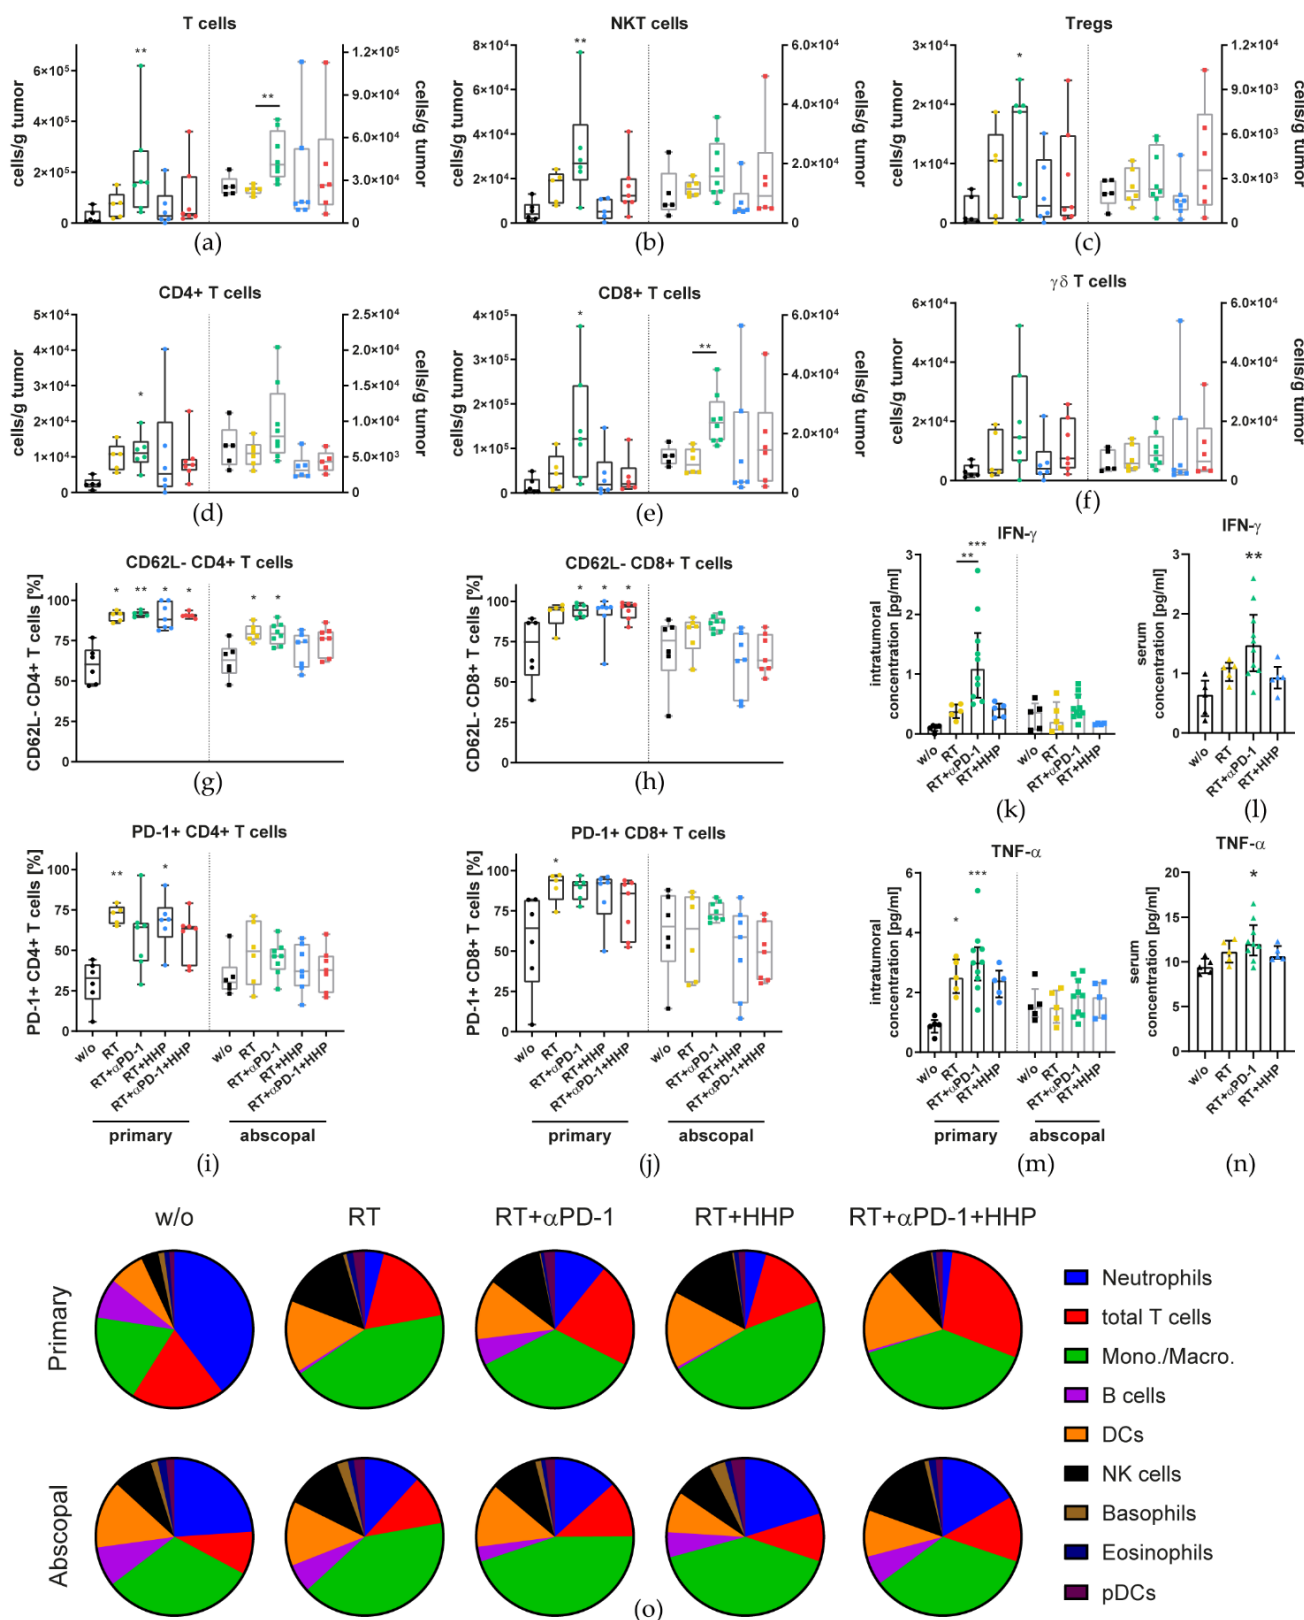 T cells
NKT cells
Tregs
cells/g tumor
6×10⁵
4×10⁵
2×10⁵
0
**
**
1.2×10⁵
9.0×10⁴
6.0×10⁴
3.0×10⁴
0
cells/g tumor
cells/g tumor
8×10⁴
6×10⁴
4×10⁴
2×10⁴
0
**
6.0×10⁴
4.0×10⁴
2.0×10⁴
0
cells/g tumor
cells/g tumor
3×10⁴
2×10⁴
1×10⁴
0
*
1.2×10⁴
9.0×10³
6.0×10³
3.0×10³
0
cells/g tumor
(a)
(b)
(c)
CD4+ T cells
CD8+ T cells
γδ T cells
cells/g tumor
5×10⁴
4×10⁴
3×10⁴
2×10⁴
1×10⁴
0
*
2.5×10⁴
2.0×10⁴
1.5×10⁴
1.0×10⁴
5.0×10³
0
cells/g tumor
cells/g tumor
4×10⁵
3×10⁵
2×10⁵
1×10⁵
0
*
**
6.0×10⁴
4.0×10⁴
2.0×10⁴
0
cells/g tumor
cells/g tumor
6×10⁴
4×10⁴
2×10⁴
0
6.0×10⁴
4.0×10⁴
2.0×10⁴
0
cells/g tumor
(d)
(e)
(f)
CD62L- CD4+ T cells
CD62L- CD8+ T cells
IFN-γ
IFN-γ
CD62L- CD4+ T cells [%]
100
75
50
25
0
* ** * * * *
CD62L- CD8+ T cells [%]
100
75
50
25
0
* * *
intratumoral
concentration [pg/ml]
3
2
1
0
***
**
w/o
RT
RT+αPD-1
RT+HHP
w/o
RT
RT+αPD-1
RT+HHP
serum
concentration [pg/ml]
3
2
1
0
**
w/o
RT
RT+αPD-1
RT+HHP
(g)
(h)
(k)
(l)
PD-1+ CD4+ T cells
PD-1+ CD8+ T cells
TNF-α
TNF-α
PD-1+ CD4+ T cells [%]
100
75
50
25
0
** *
w/o
RT
RT+αPD-1
RT+HHP
RT+αPD-1+HHP
w/o
RT
RT+αPD-1
RT+HHP
RT+αPD-1+HHP
primary
abscopal
PD-1+ CD8+ T cells [%]
100
75
50
25
0
*
w/o
RT
RT+αPD-1
RT+HHP
RT+αPD-1+HHP
w/o
RT
RT+αPD-1
RT+HHP
RT+αPD-1+HHP
primary
abscopal
intratumoral
concentration [pg/ml]
6
4
2
0
* ***
w/o
RT
RT+αPD-1
RT+HHP
w/o
RT
RT+αPD-1
RT+HHP
primary
abscopal
serum
concentration [pg/ml]
20
15
10
5
0
*
w/o
RT
RT+αPD-1
RT+HHP
(i)
(j)
(m)
(n)
w/o
RT
RT+αPD-1
RT+HHP
RT+αPD-1+HHP
Primary
Abscopal
Neutrophils
total T cells
Mono./Macro.
B cells
DCs
NK cells
Basophils
Eosinophils
pDCs
(o)